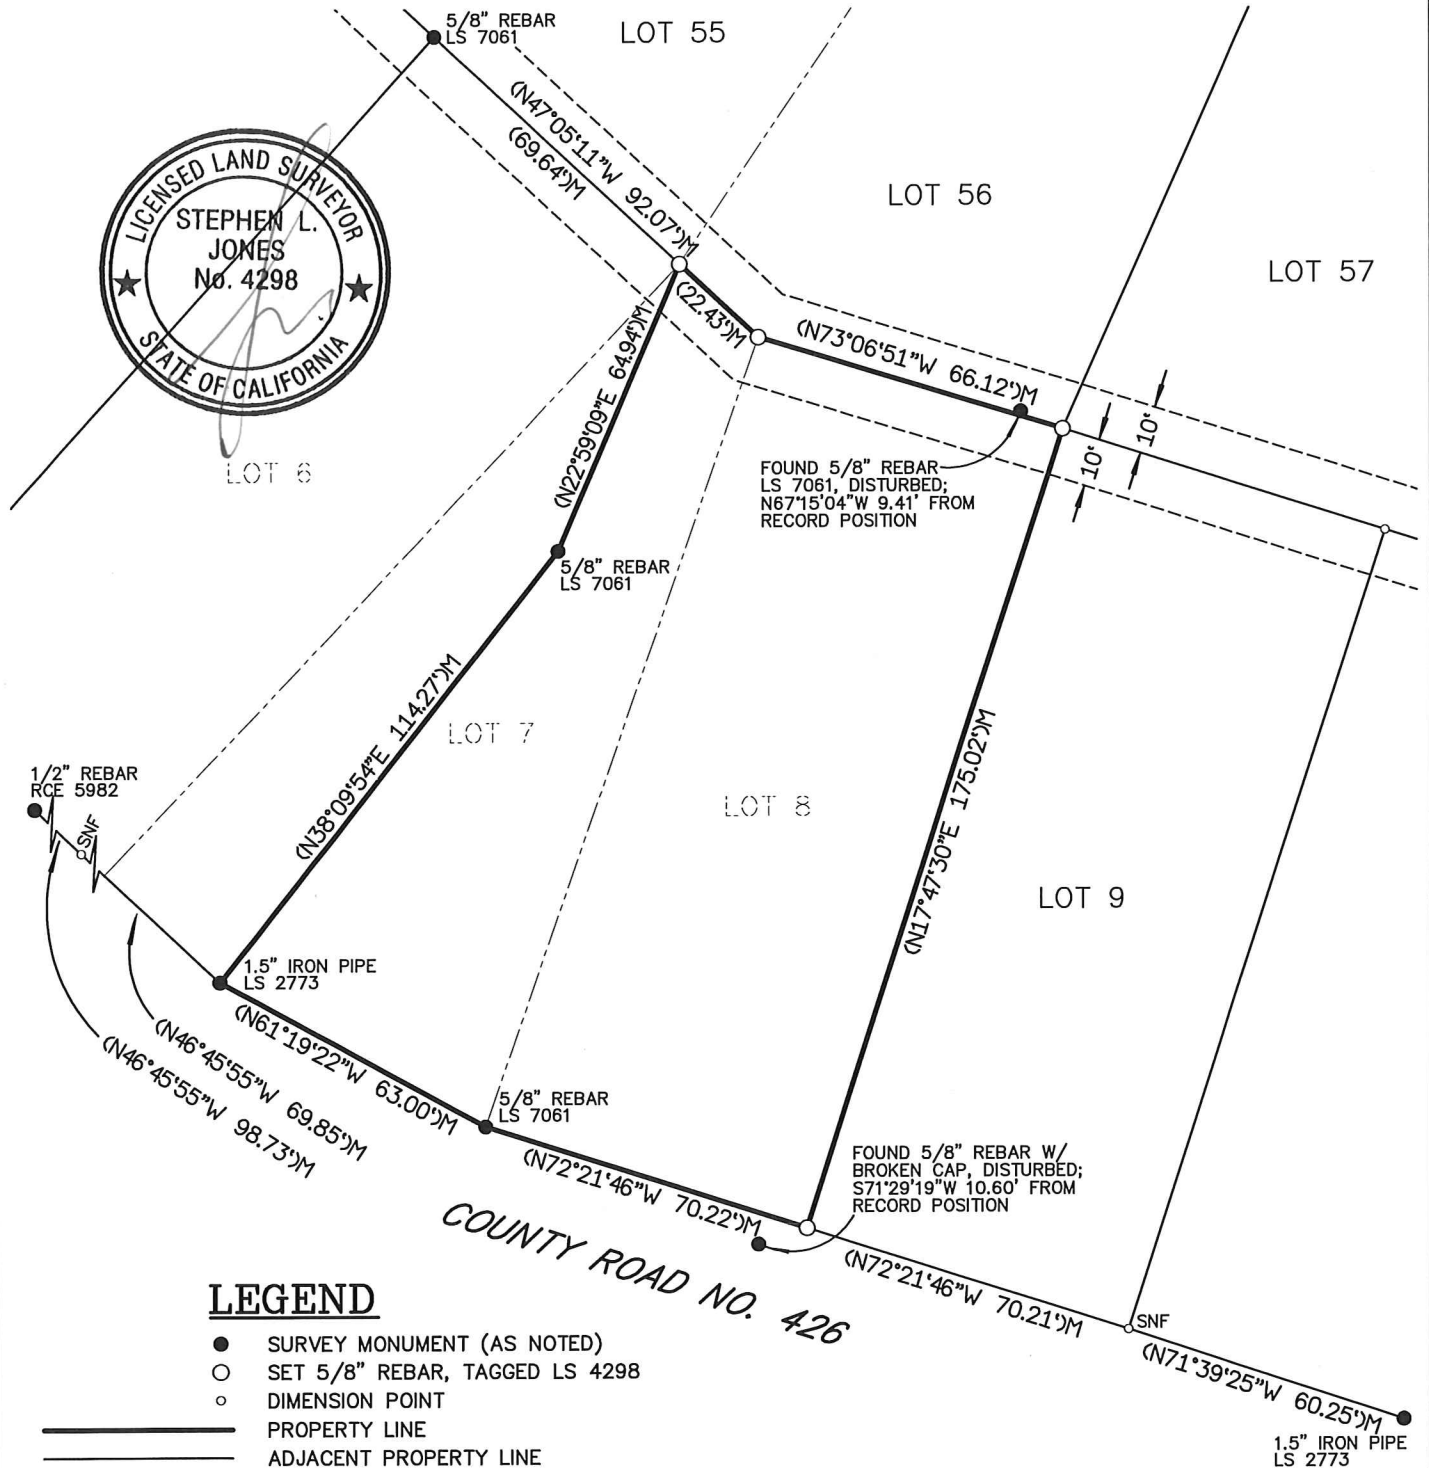 5/8" REBAR
LS 7061
LOT 55
(N47°05'11"W 92.07')M
(69.64')M
LICENSED LAND SURVEYOR
STEPHEN L.
JONES
No. 4298
STATE OF CALIFORNIA
LOT 56
LOT 57
(22.43')M
(N73°06'51"W 66.12')M
10'
10'
(N22°59'09"E 64.94')M
LOT 6
FOUND 5/8" REBAR
LS 7061, DISTURBED;
N67°15'04"W 9.41' FROM
RECORD POSITION
5/8" REBAR
LS 7061
(N38°09'54"E 114.27')M
LOT 7
(N17°47'30"E 175.02')M
1/2" REBAR
RCE 5982
SNF
LOT 8
LOT 9
1.5" IRON PIPE
LS 2773
(N61°19'22"W 63.00')M
(N46°45'55"W 69.85')M
(N46°45'55"W 98.73')M
5/8" REBAR
LS 7061
(N72°21'46"W 70.22')M
FOUND 5/8" REBAR W/
BROKEN CAP, DISTURBED;
S71°29'19"W 10.60' FROM
RECORD POSITION
COUNTY ROAD NO. 426
(N72°21'46"W 70.21')M
SNF
(N71°39'25"W 60.25')M
1.5" IRON PIPE
LS 2773
LEGEND
SURVEY MONUMENT (AS NOTED)
SET 5/8" REBAR, TAGGED LS 4298
DIMENSION POINT
PROPERTY LINE
ADJACENT PROPERTY LINE